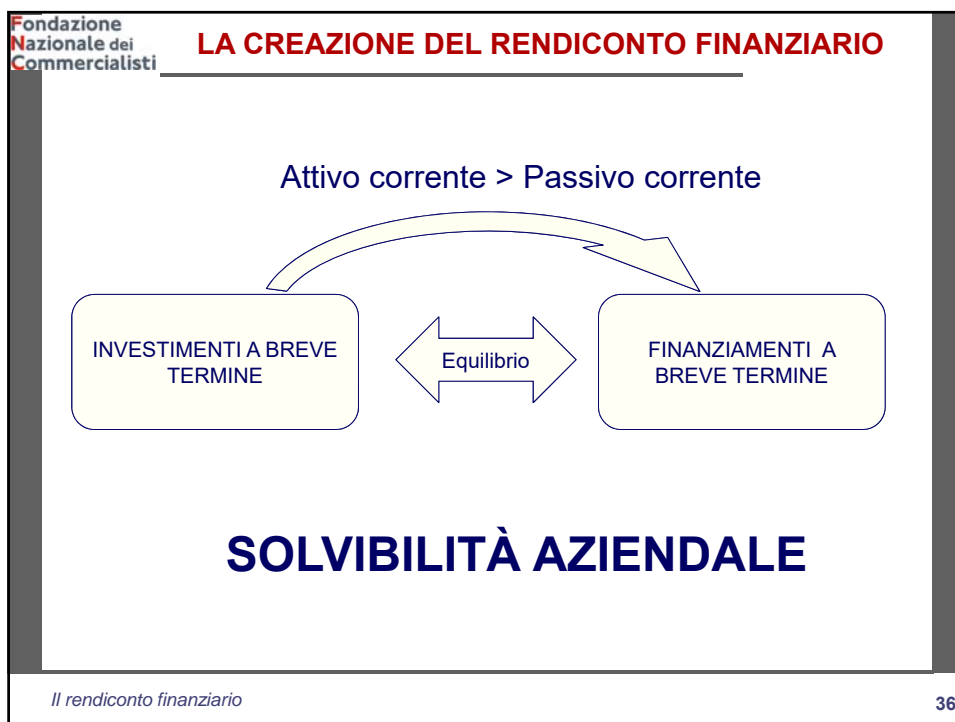 Fondazione
Nazionale dei
Commercialisti
LA CREAZIONE DEL RENDICONTO FINANZIARIO
Attivo corrente > Passivo corrente
INVESTIMENTI A BREVE
TERMINE
Equilibrio
FINANZIAMENTI A
BREVE TERMINE
SOLVIBILITÀ AZIENDALE
Il rendiconto finanziario
36